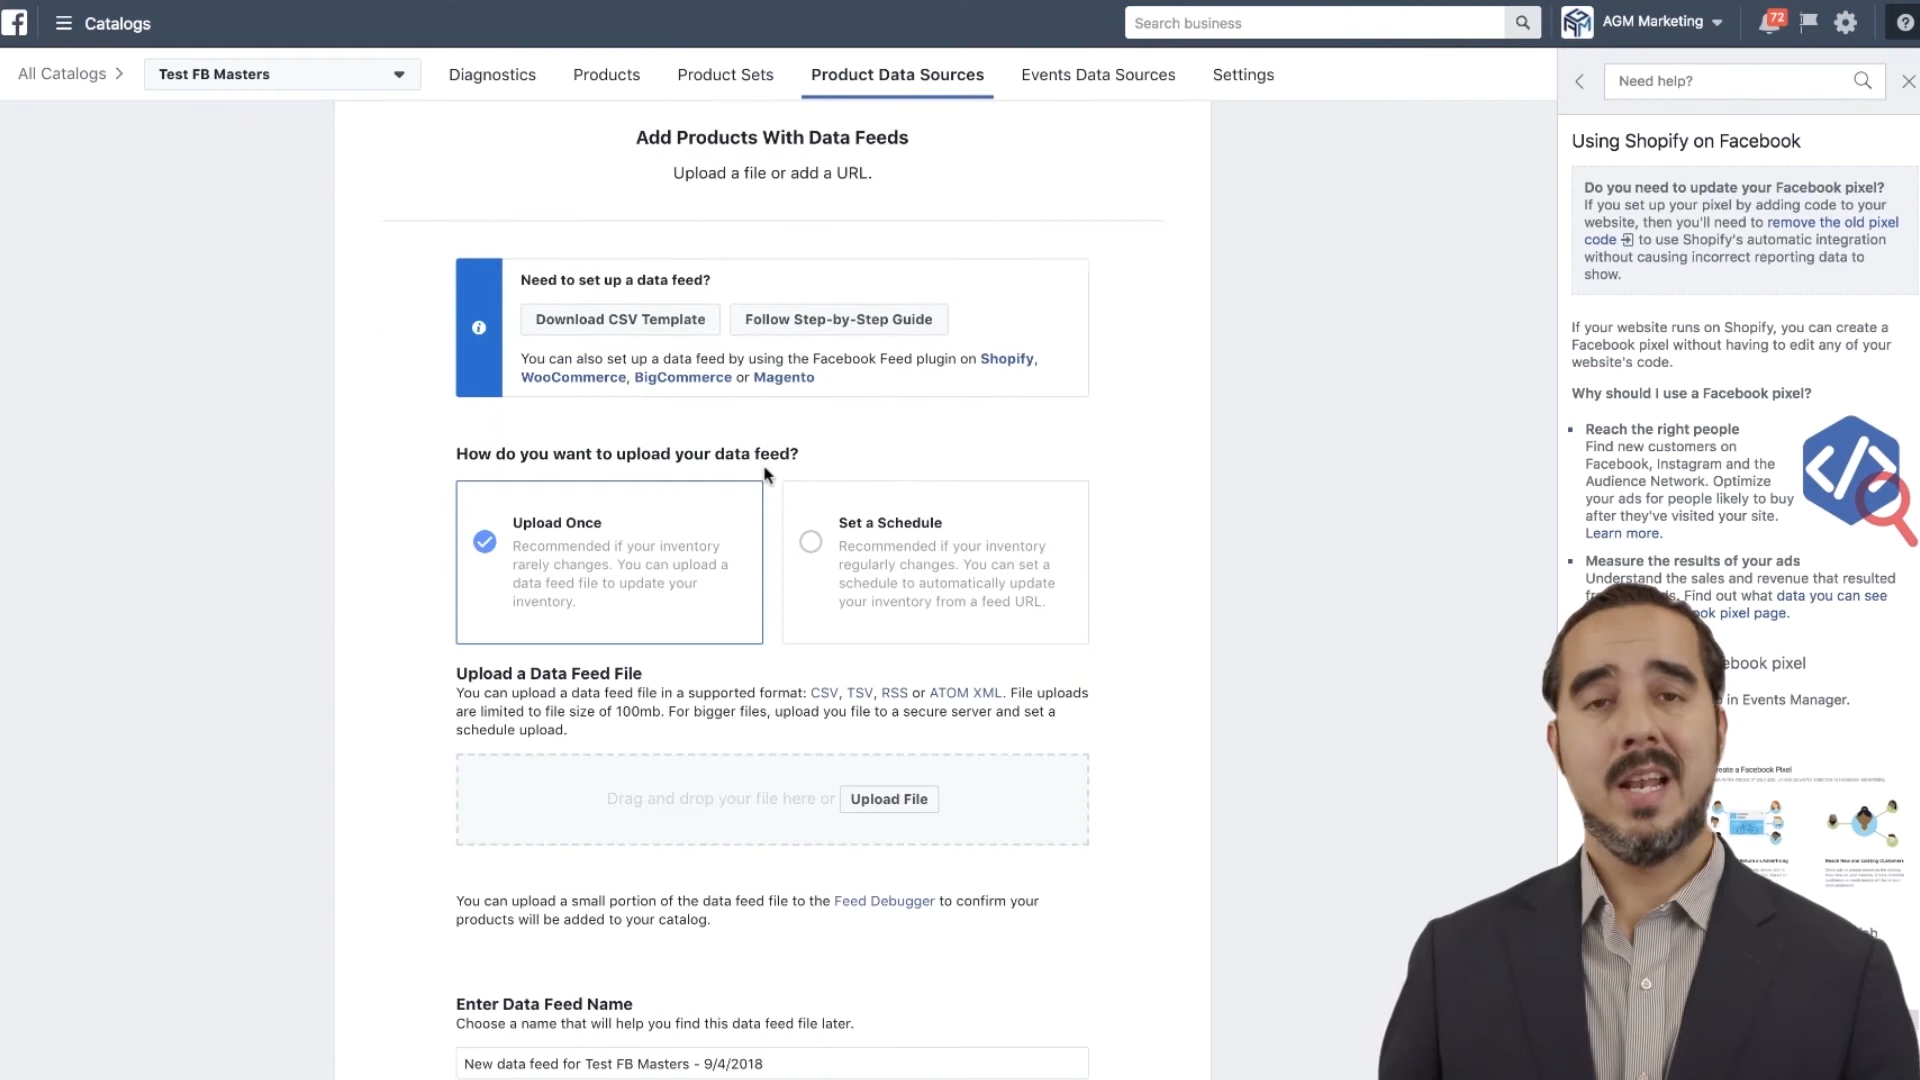 Catalogs
Search business
AGM Marketing
72
All Catalogs
Test FB Masters
Diagnostics
Products
Product Sets
Product Data Sources
Events Data Sources
Settings
Need help?
Add Products With Data Feeds
Upload a file or add a URL.
Need to set up a data feed?
Download CSV Template
Follow Step-by-Step Guide
You can also set up a data feed by using the Facebook Feed plugin on Shopify,
WooCommerce, BigCommerce or Magento
How do you want to upload your data feed?
Upload Once
Recommended if your inventory
rarely changes. You can upload a
data feed file to update your
inventory.
Set a Schedule
Recommended if your inventory
regularly changes. You can set a
schedule to automatically update
your inventory from a feed URL.
Upload a Data Feed File
You can upload a data feed file in a supported format: CSV, TSV, RSS or ATOM XML. File uploads
are limited to file size of 100mb. For bigger files, upload you file to a secure server and set a
schedule upload.
Drag and drop your file here or Upload File
You can upload a small portion of the data feed file to the Feed Debugger to confirm your
products will be added to your catalog.
Enter Data Feed Name
Choose a name that will help you find this data feed file later.
New data feed for Test FB Masters - 9/4/2018
Using Shopify on Facebook
Do you need to update your Facebook pixel?
If you set up your pixel by adding code to your
website, then you'll need to remove the old pixel
code to use Shopify's automatic integration
without causing incorrect reporting data to
show.
If your website runs on Shopify, you can create a
Facebook pixel without having to edit any of your
website's code.
Why should I use a Facebook pixel?
Reach the right people
Find new customers on
Facebook, Instagram and the
Audience Network. Optimize
your ads for people likely to buy
after they've visited your site.
Learn more.
Measure the results of your ads
Understand the sales and revenue that resulted
Find out what data you can see
pixel page.
pixel
in Events Manager.
a Facebook Pixel